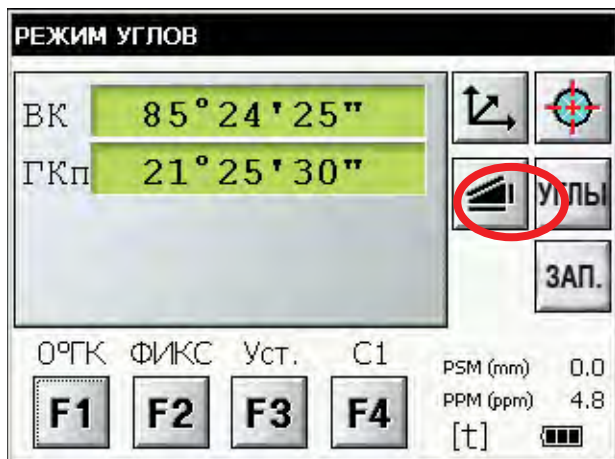 РЕЖИМ УГЛОВ
ВК 85°24'25"
ГКп 21°25'30"
УГЛЫ
ЗАП.
0°ГК ФИКС Уст. С1
F1 F2 F3 F4
PSM (mm) 0.0
PPM (ppm) 4.8
[t]